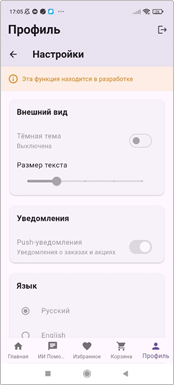 17:05
Профиль
Настройки
Эта функция находится в разработке
Внешний вид
Тёмная тема
Выключена
Размер текста
Уведомления
Push-уведомления
Уведомления о заказах и акциях
Язык
Русский
English
Главная
ИИ Помо...
Избранное
Корзина
Профиль